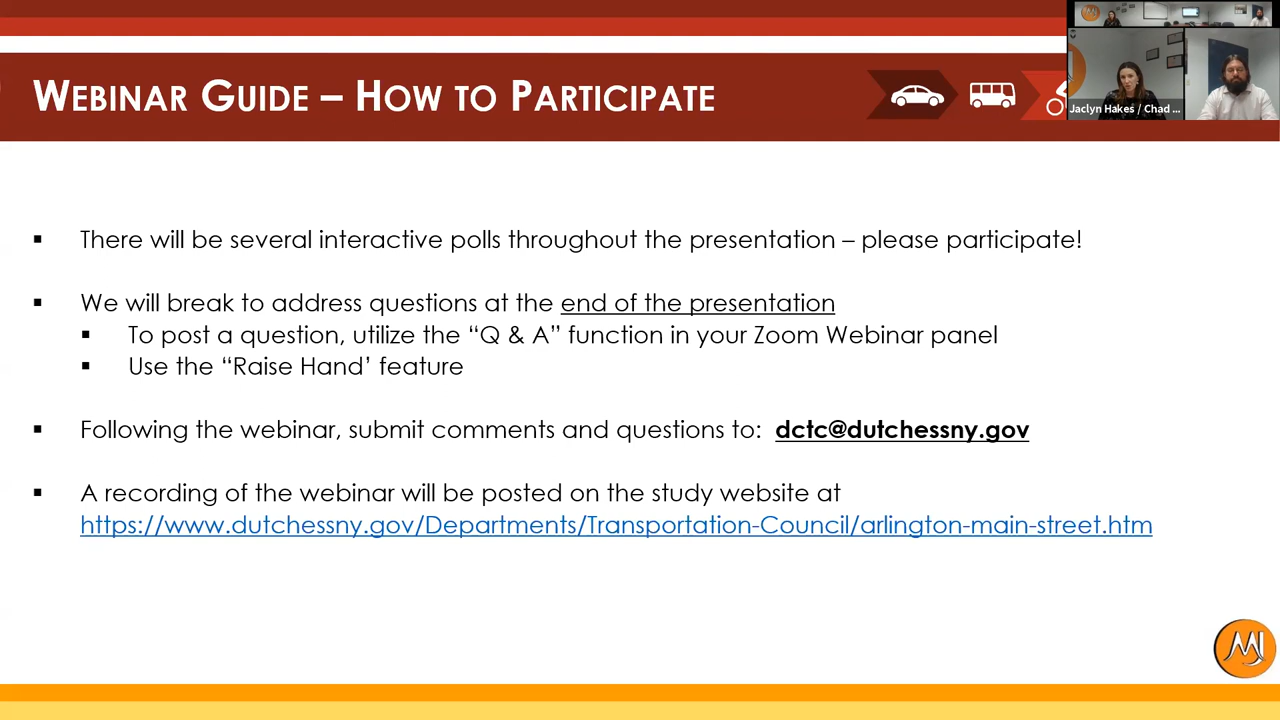 WEBINAR GUIDE – HOW TO PARTICIPATE
Jaclyn Hakes / Chad ...
▪ There will be several interactive polls throughout the presentation – please participate!
▪ We will break to address questions at the end of the presentation
▪ To post a question, utilize the “Q & A” function in your Zoom Webinar panel
▪ Use the “Raise Hand’ feature
▪ Following the webinar, submit comments and questions to: dctc@dutchessny.gov
▪ A recording of the webinar will be posted on the study website at
https://www.dutchessny.gov/Departments/Transportation-Council/arlington-main-street.htm
MJ